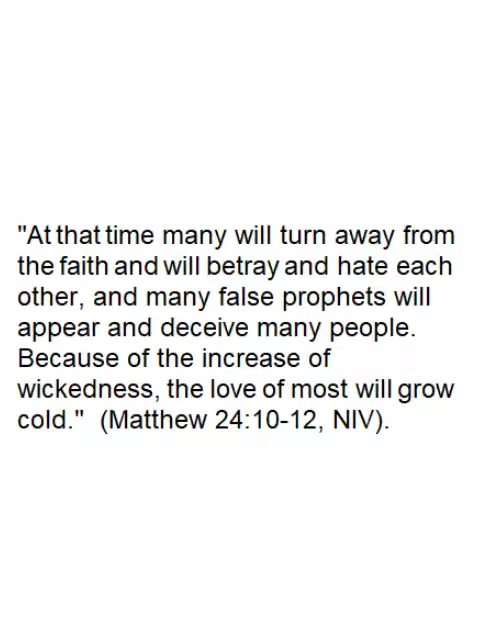 "At that time many will turn away from
the faith and will betray and hate each
other, and many false prophets will
appear and deceive many people.
Because of the increase of
wickedness, the love of most will grow
cold."  (Matthew 24:10-12, NIV).